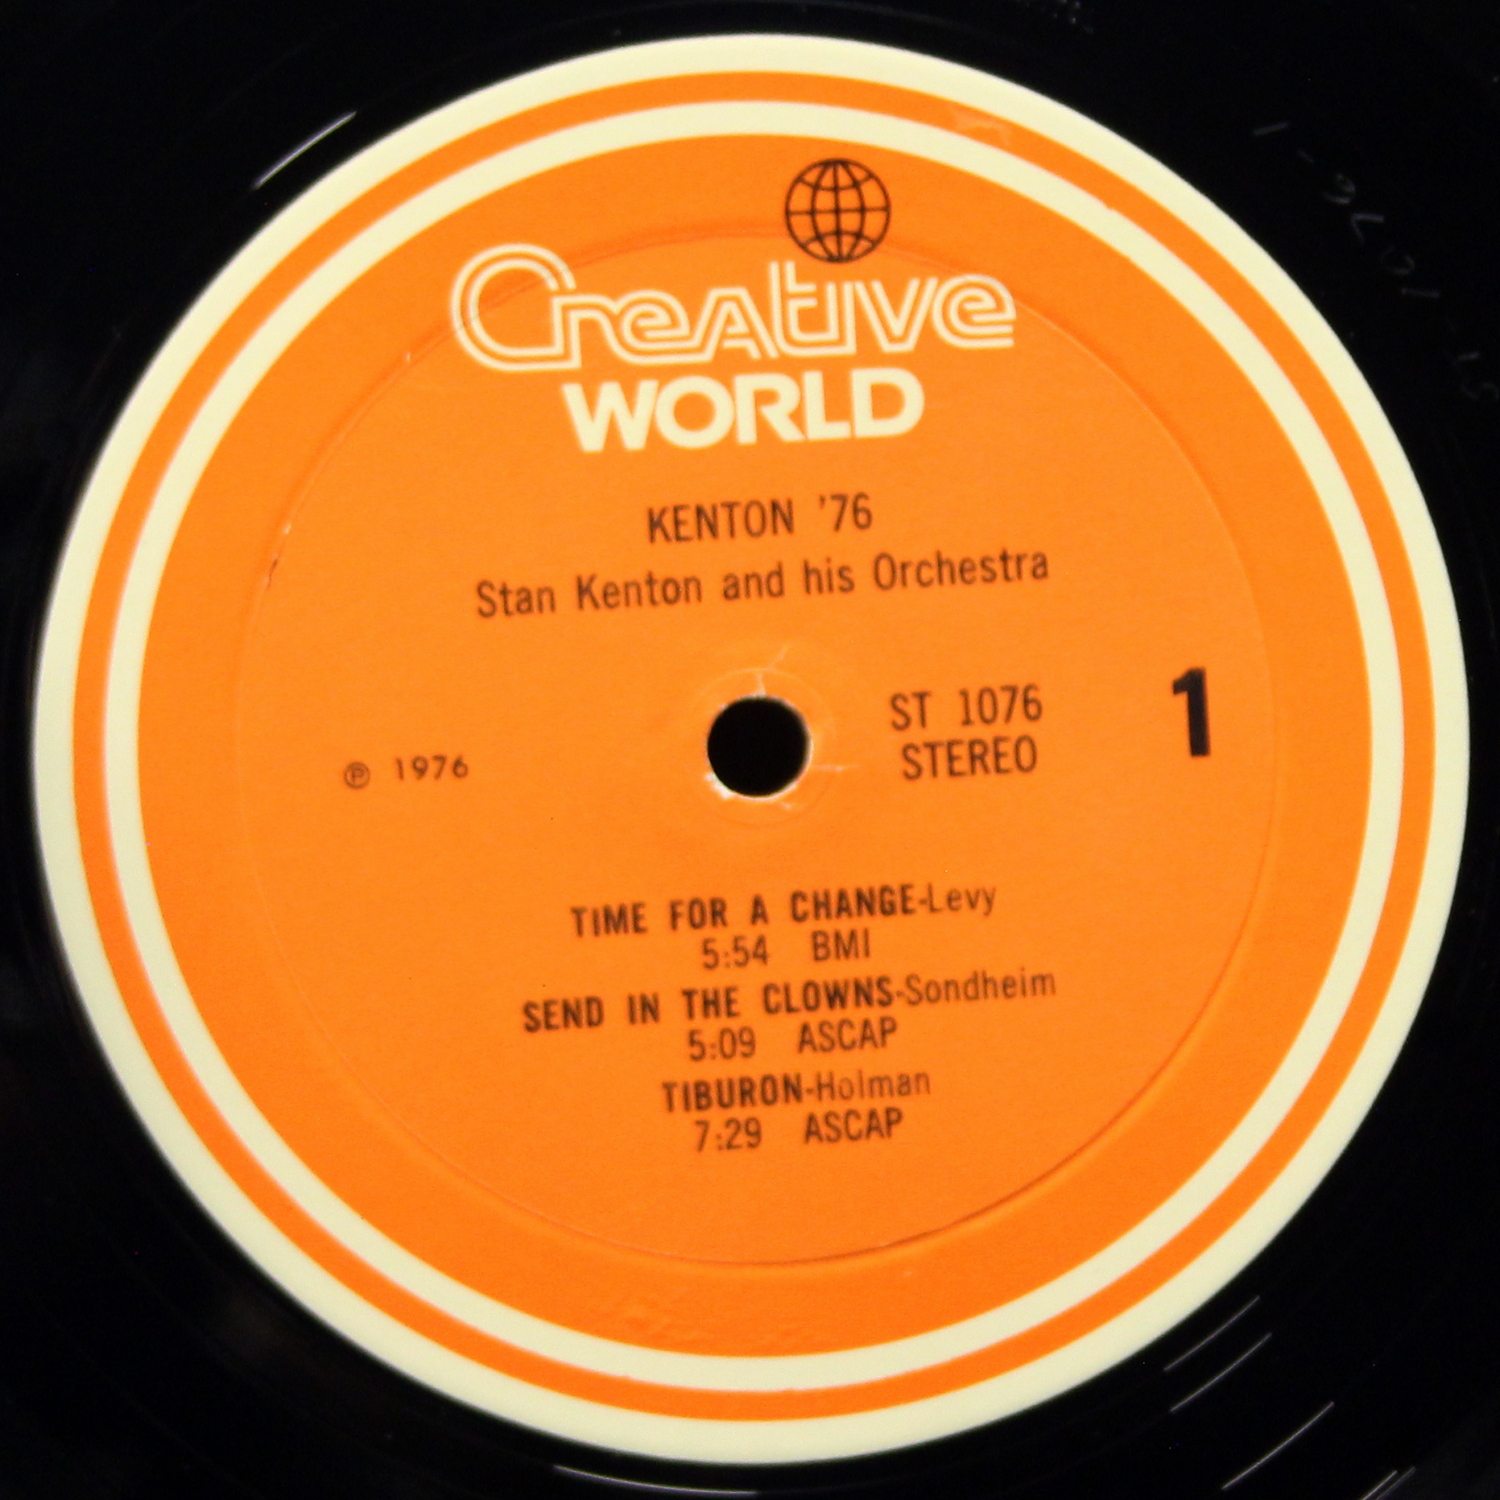 Creative
WORLD
KENTON '76
Stan Kenton and his Orchestra
ST 1076
STEREO
1
℗ 1976
TIME FOR A CHANGE-Levy
5:54 BMI
SEND IN THE CLOWNS-Sondheim
5:09 ASCAP
TIBURON-Holman
7:29 ASCAP